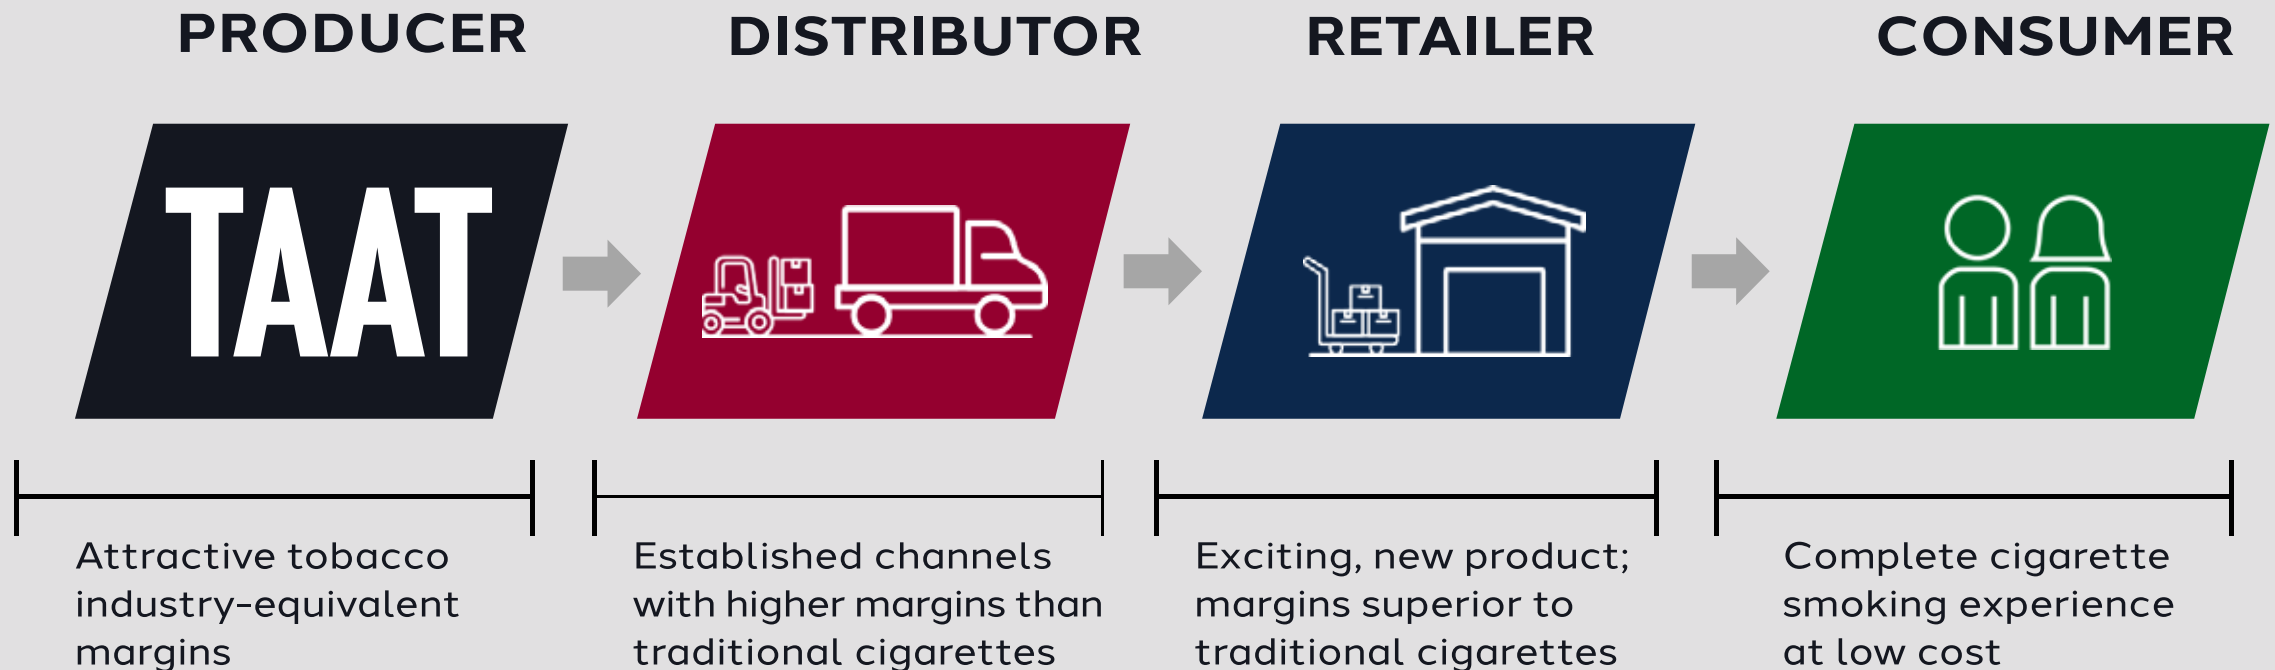 PRODUCER
DISTRIBUTOR
RETAILER
CONSUMER
TAAT
Attractive tobacco
industry-equivalent
margins
Established channels
with higher margins than
traditional cigarettes
Exciting, new product;
margins superior to
traditional cigarettes
Complete cigarette
smoking experience
at low cost